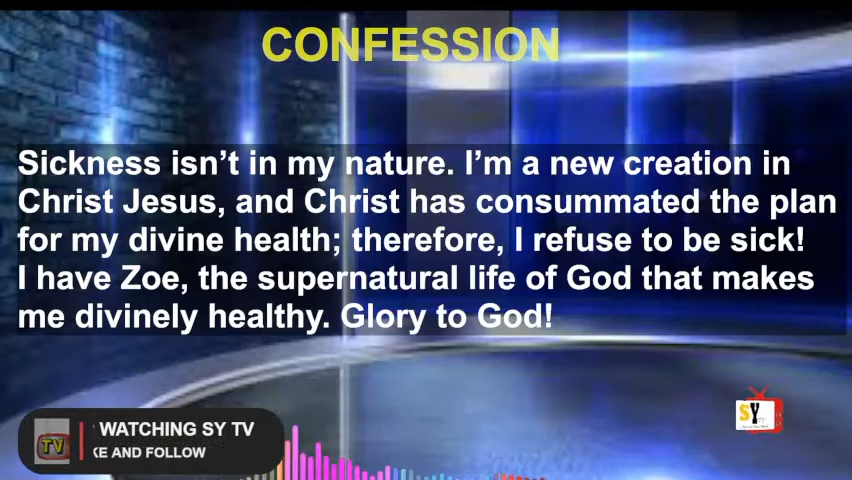 CONFESSION
Sickness isn't in my nature. I'm a new creation in
Christ Jesus, and Christ has consummated the plan
for my divine health; therefore, I refuse to be sick!
I have Zoe, the supernatural life of God that makes
me divinely healthy. Glory to God!
SY
TV
WATCHING SY TV
TV
KE AND FOLLOW